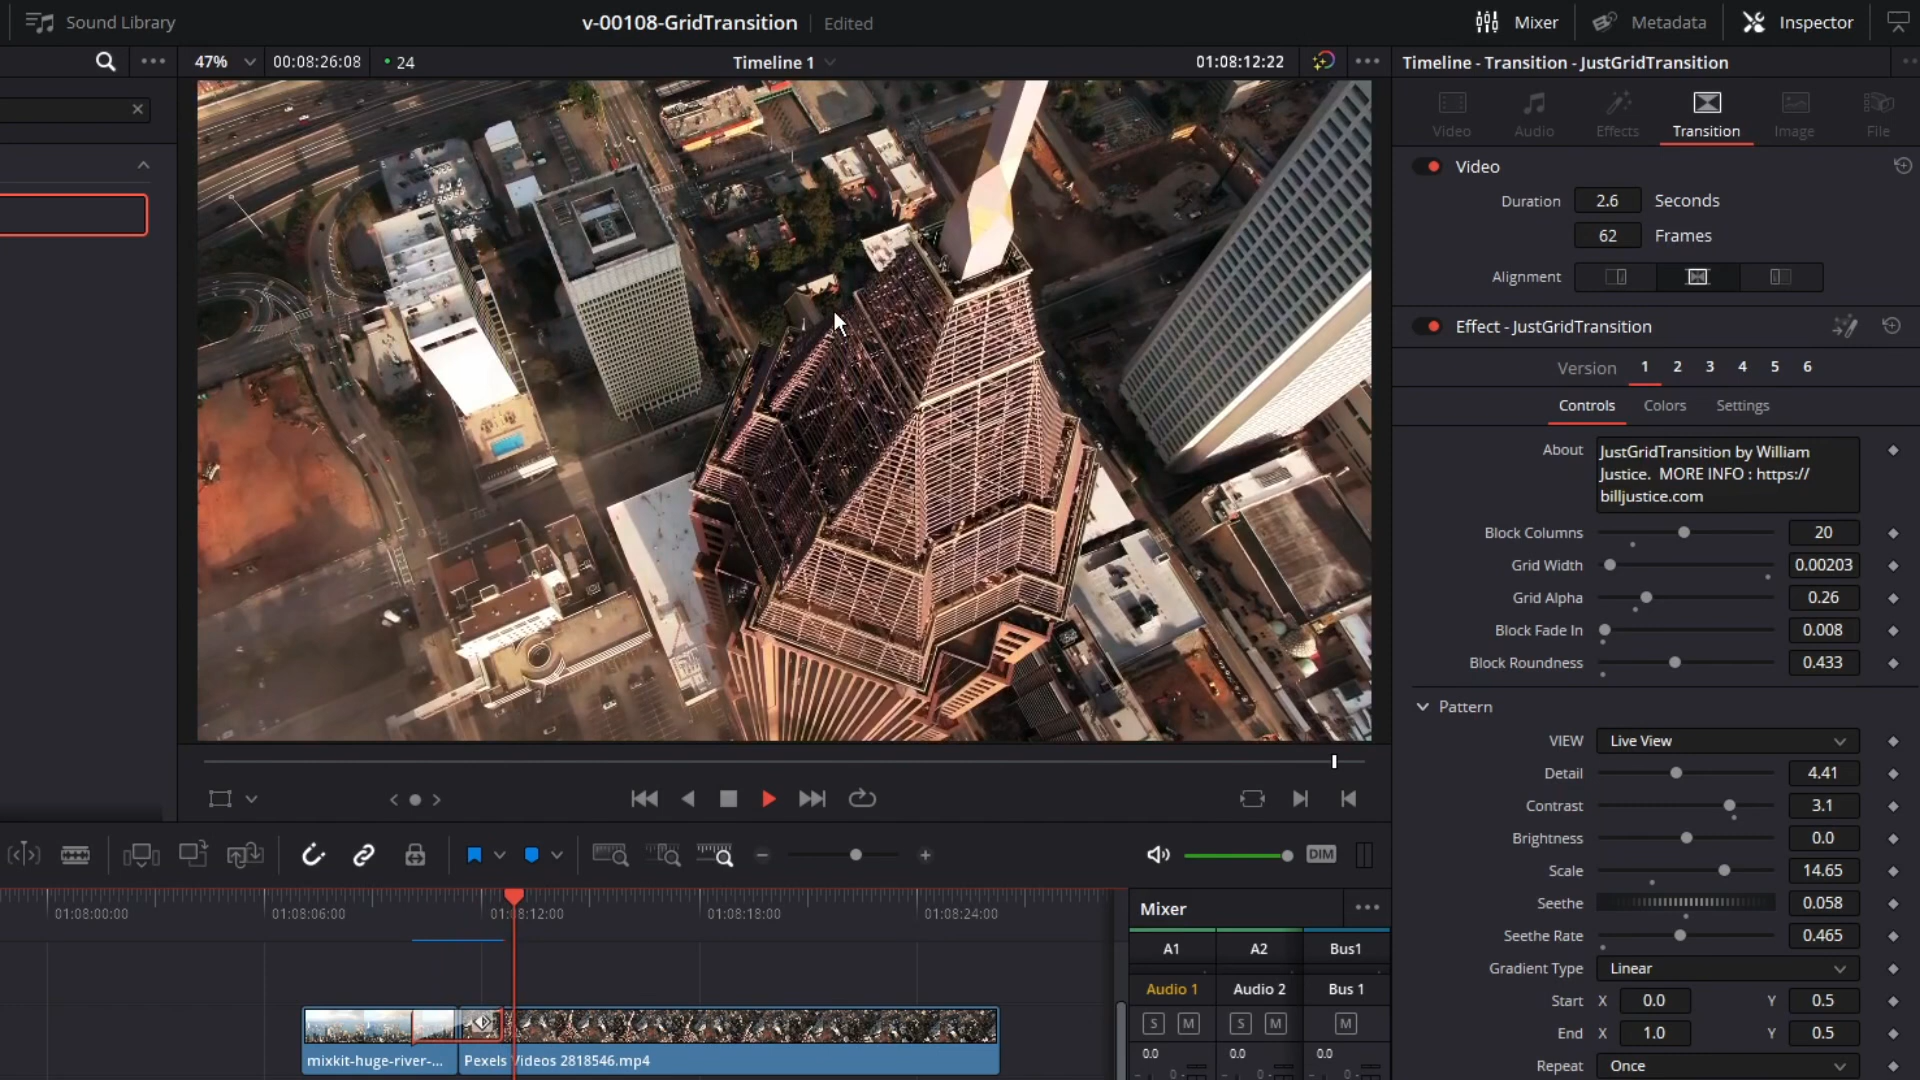 Sound Library
v-00108-GridTransition
Edited
Mixer
Metadata
Inspector
47%
00:08:26:08
24
Timeline 1
01:08:12:22
Timeline - Transition - JustGridTransition
Video
Audio
Effects
Transition
Image
File
Video
Duration 2.6 Seconds
62 Frames
Alignment
Effect - JustGridTransition
Version 1 2 3 4 5 6
Controls Colors Settings
About JustGridTransition by William
Justice. MORE INFO : https://
billjustice.com
Block Columns 20
Grid Width 0.00203
Grid Alpha 0.26
Block Fade In 0.008
Block Roundness 0.433
Pattern
VIEW Live View
Detail 4.41
Contrast 3.1
Brightness 0.0
Scale 14.65
Seethe 0.058
Seethe Rate 0.465
Gradient Type Linear
Start X 0.0 Y 0.5
End X 1.0 Y 0.5
Repeat Once
DIM
01:08:00:00
01:08:06:00
01:08:12:00
01:08:18:00
01:08:24:00
mixkit-huge-river-...
Pexels Videos 2818546.mp4
Mixer
A1 A2 Bus1
Audio 1 Audio 2 Bus 1
S M S M M
0.0 0.0 0.0
0- 0- 0-